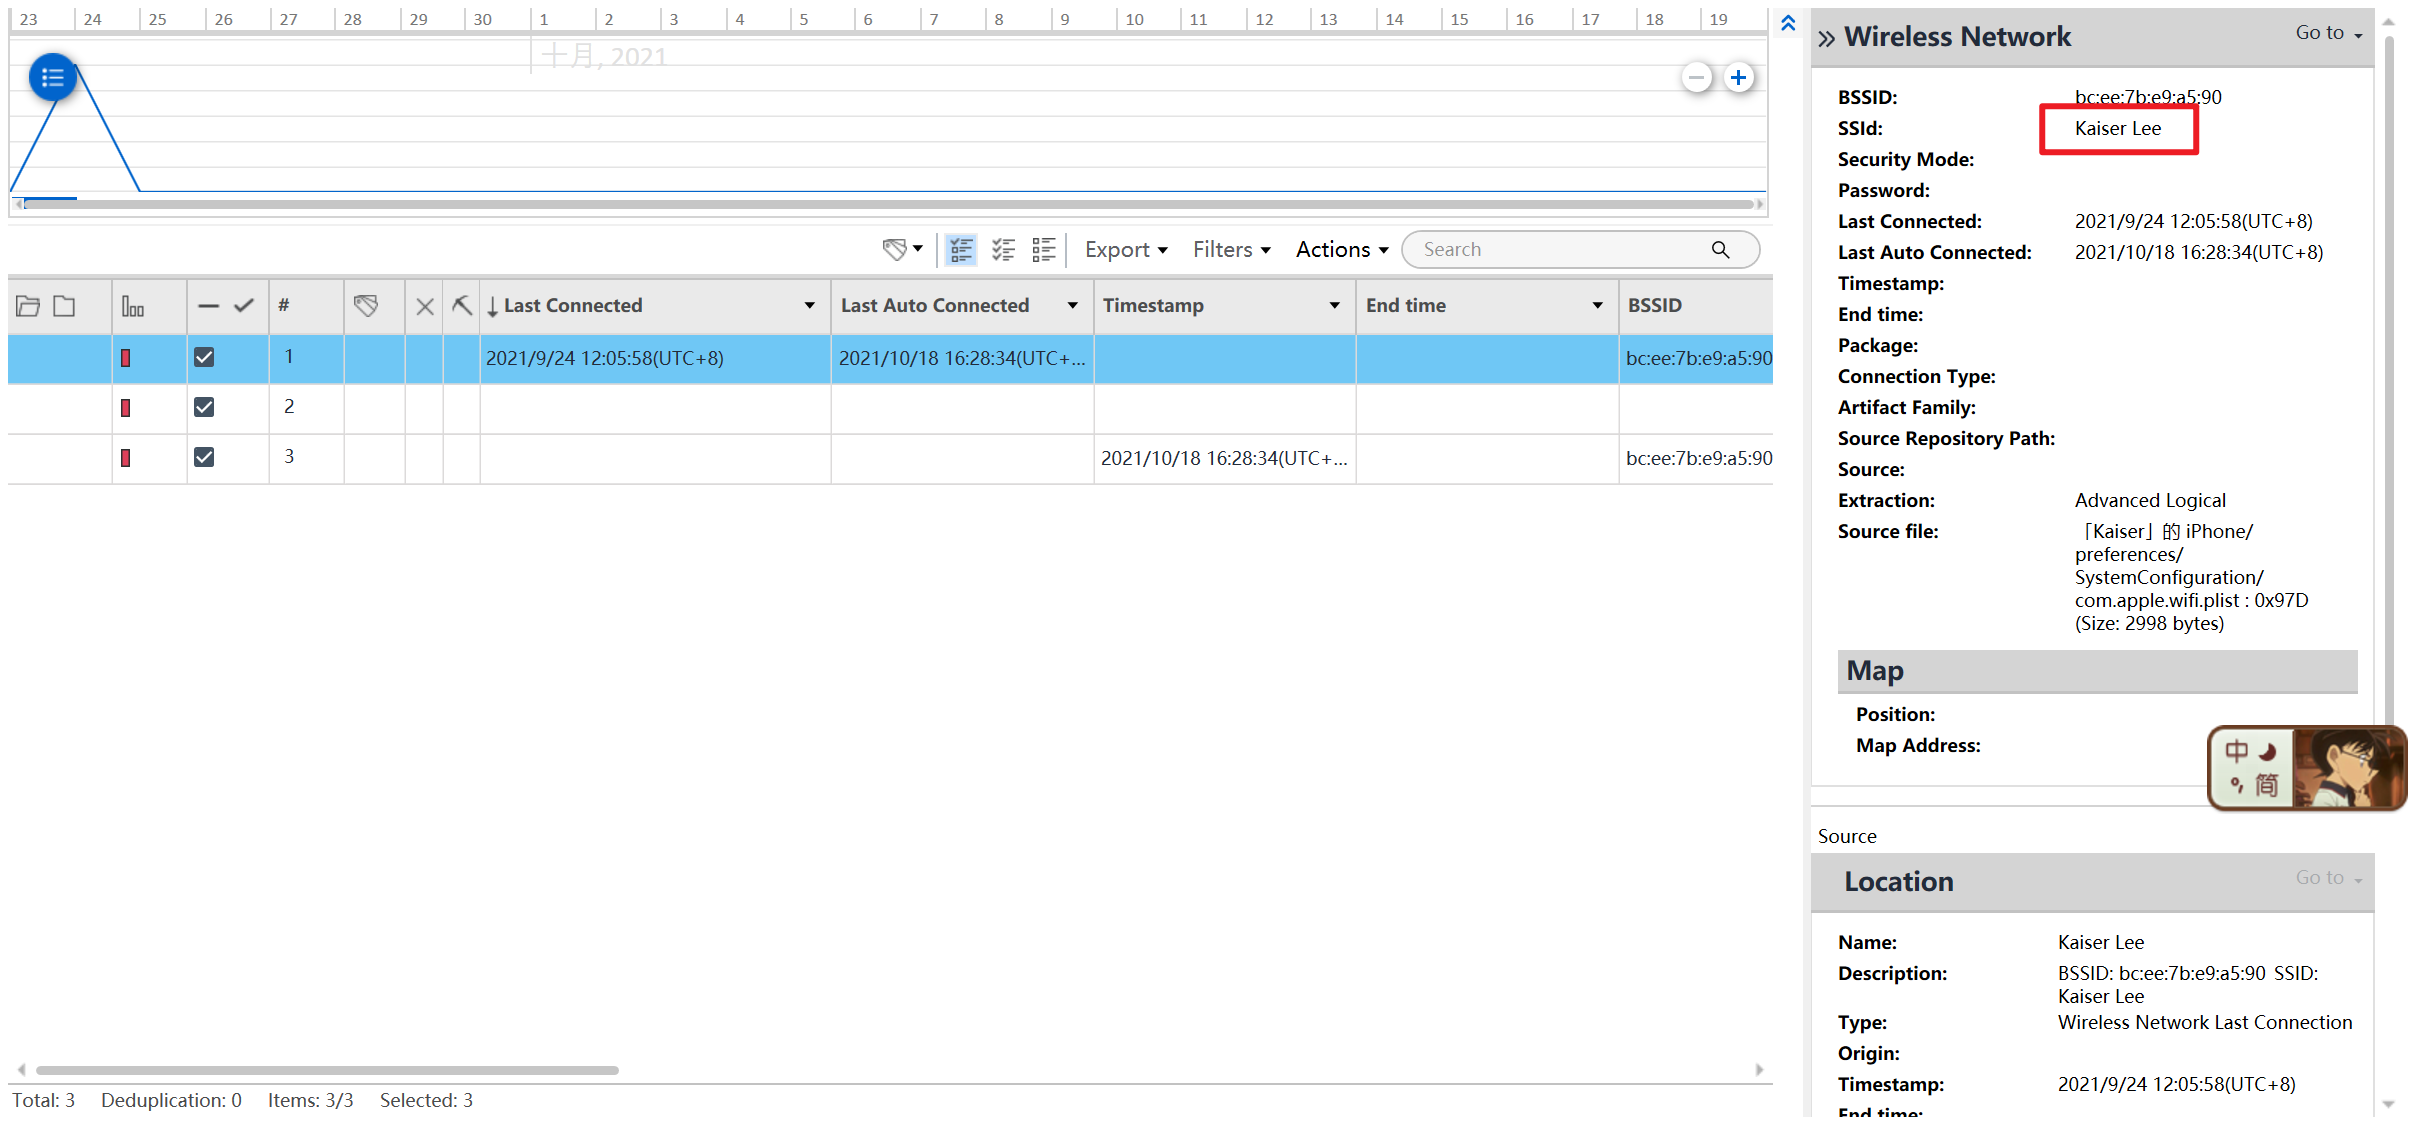 23 24 25 26 27 28 29 30 1 2 3 4 5 6 7 8 9 10 11 12 13 14 15 16 17 18 19
十月, 2021
Export Filters Actions Search
# Last Connected Last Auto Connected Timestamp End time BSSID
1 2021/9/24 12:05:58(UTC+8) 2021/10/18 16:28:34(UTC+... bc:ee:7b:e9:a5:90
2
3 2021/10/18 16:28:34(UTC+... bc:ee:7b:e9:a5:90
Total: 3 Deduplication: 0 Items: 3/3 Selected: 3
Wireless Network Go to
BSSID: bc:ee:7b:e9:a5:90
SSId: Kaiser Lee
Security Mode:
Password:
Last Connected: 2021/9/24 12:05:58(UTC+8)
Last Auto Connected: 2021/10/18 16:28:34(UTC+8)
Timestamp:
End time:
Package:
Connection Type:
Artifact Family:
Source Repository Path:
Source:
Extraction: Advanced Logical
Source file: 「Kaiser」的 iPhone/
preferences/
SystemConfiguration/
com.apple.wifi.plist : 0x97D
(Size: 2998 bytes)
Map
Position:
Map Address:
中
简
Source
Location Go to
Name: Kaiser Lee
Description: BSSID: bc:ee:7b:e9:a5:90 SSID:
Kaiser Lee
Type: Wireless Network Last Connection
Origin:
Timestamp: 2021/9/24 12:05:58(UTC+8)
End time: